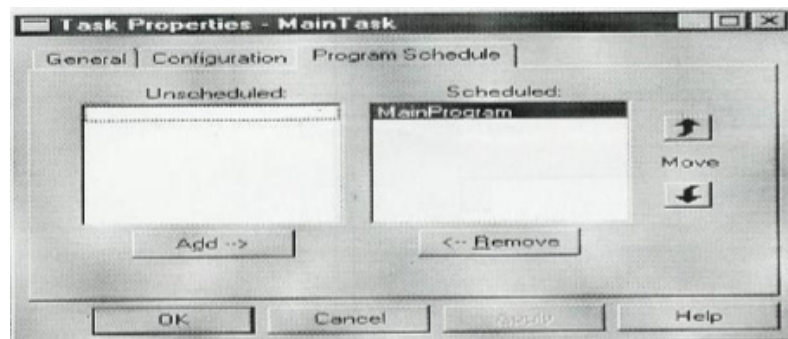 Task Properties - MainTask
General Configuration Program Schedule
Unscheduled: Scheduled:
MainProgram
Move
Add --> <-- Remove
OK Cancel Apply Help